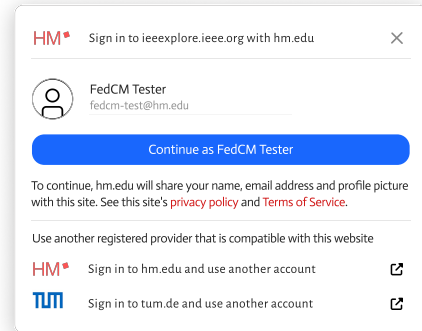 HM
Sign in to ieeexplore.ieee.org with hm.edu
FedCM Tester
fedcm-test@hm.edu
Continue as FedCM Tester
To continue, hm.edu will share your name, email address and profile picture
with this site. See this site's privacy policy and Terms of Service.
Use another registered provider that is compatible with this website
HM
Sign in to hm.edu and use another account
TUM
Sign in to tum.de and use another account